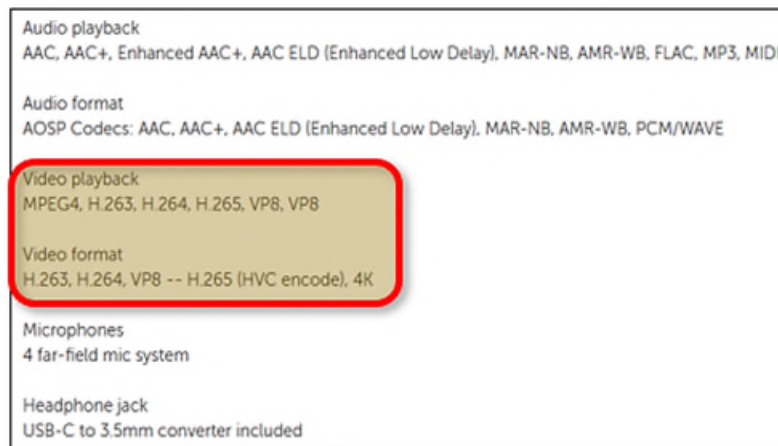 Audio playback
AAC, AAC+, Enhanced AAC+, AAC ELD (Enhanced Low Delay), MAR-NB, AMR-WB, FLAC, MP3, MIDI
Audio format
AOSP Codecs: AAC, AAC+, AAC ELD (Enhanced Low Delay), MAR-NB, AMR-WB, PCM/WAVE
Video playback
MPEG4, H.263, H.264, H.265, VP8, VP8
Video format
H.263, H.264, VP8 -- H.265 (HVC encode), 4K
Microphones
4 far-field mic system
Headphone jack
USB-C to 3.5mm converter included